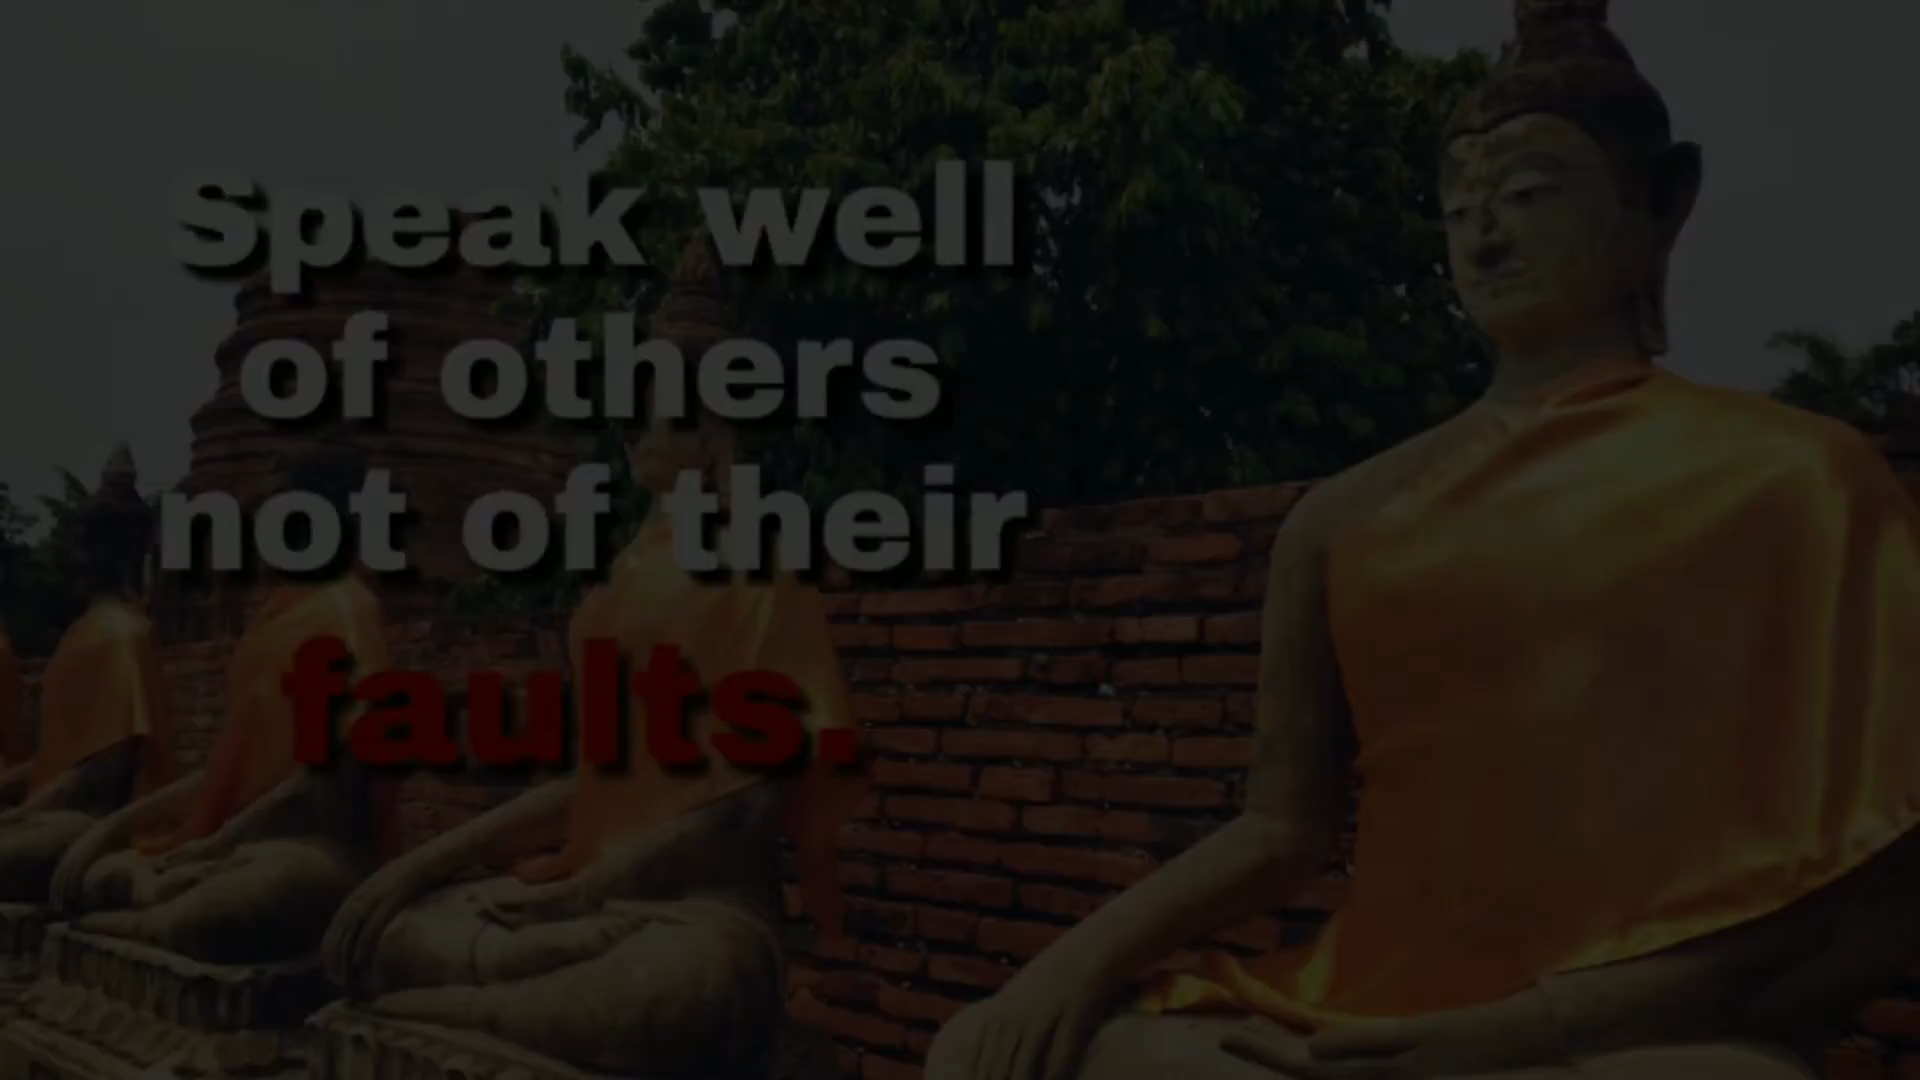 Speak well
of others
not of their
faults.